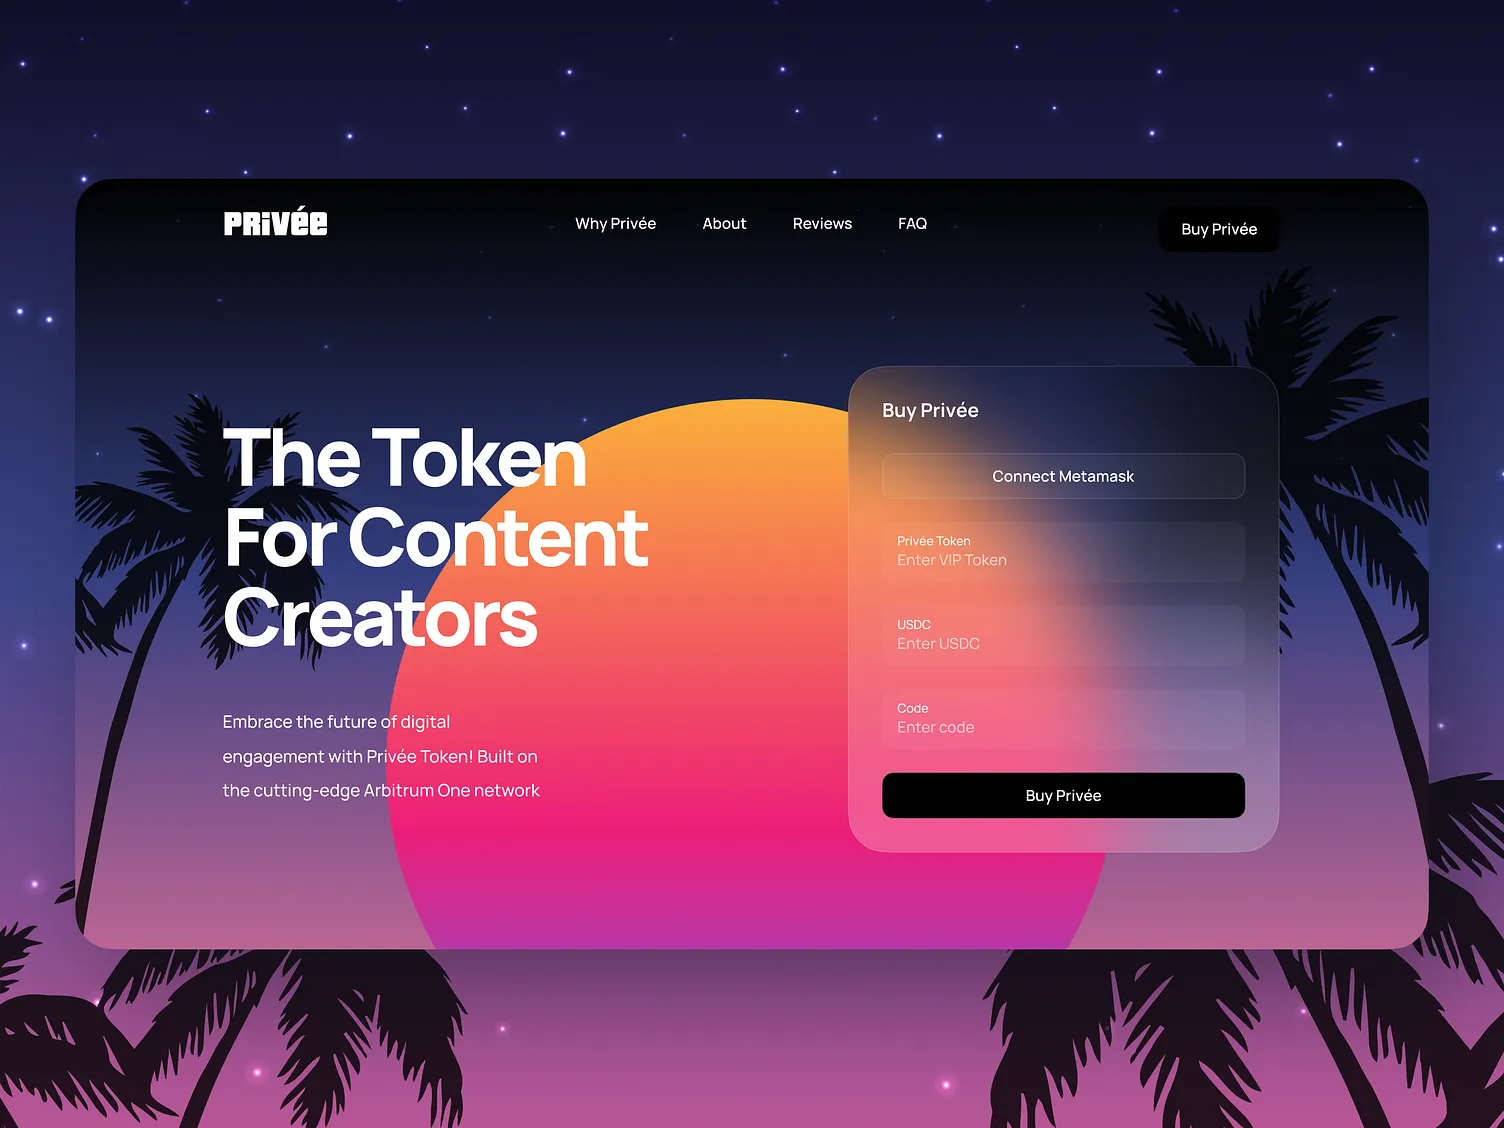 PRiVée
Why Privée
About
Reviews
FAQ
Buy Privée
The Token
For Content
Creators
Embrace the future of digital
engagement with Privée Token! Built on
the cutting-edge Arbitrum One network
Buy Privée
Connect Metamask
Privée Token
Enter VIP Token
USDC
Enter USDC
Code
Enter code
Buy Privée